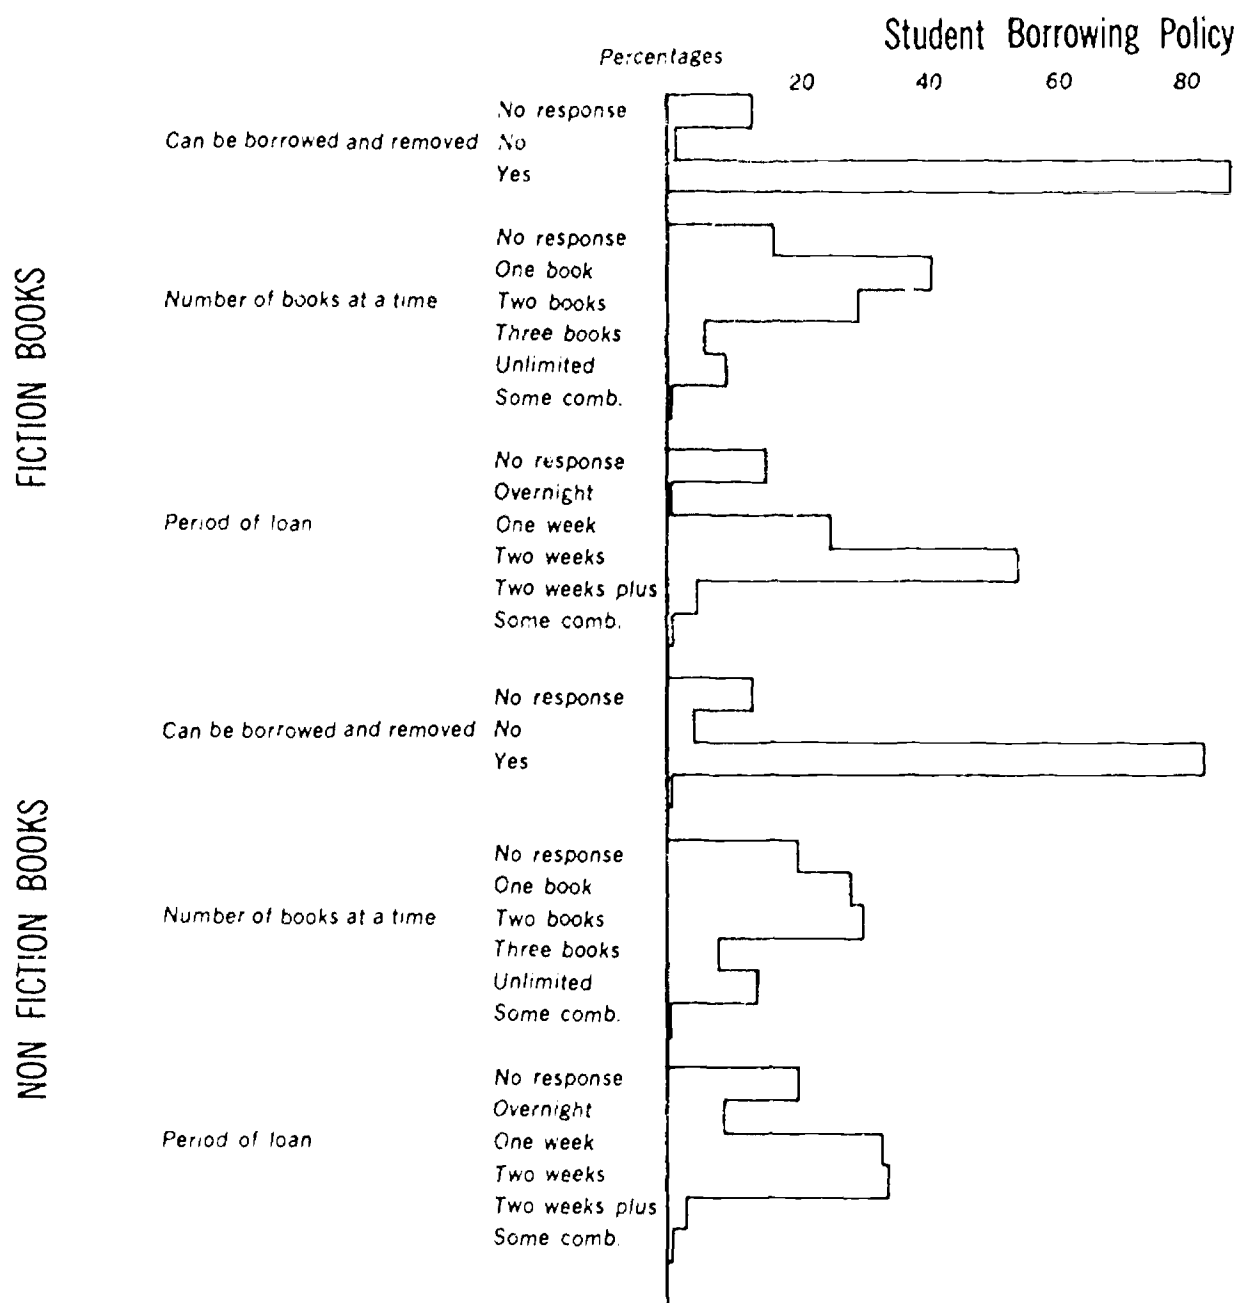 Student Borrowing Policy
Percentages
20 40 60 80
FICTION BOOKS
Can be borrowed and removed
No response
No
Yes
Number of books at a time
No response
One book
Two books
Three books
Unlimited
Some comb.
Period of loan
No response
Overnight
One week
Two weeks
Two weeks plus
Some comb.
NON FICTION BOOKS
Can be borrowed and removed
No response
No
Yes
Number of books at a time
No response
One book
Two books
Three books
Unlimited
Some comb.
Period of loan
No response
Overnight
One week
Two weeks
Two weeks plus
Some comb.